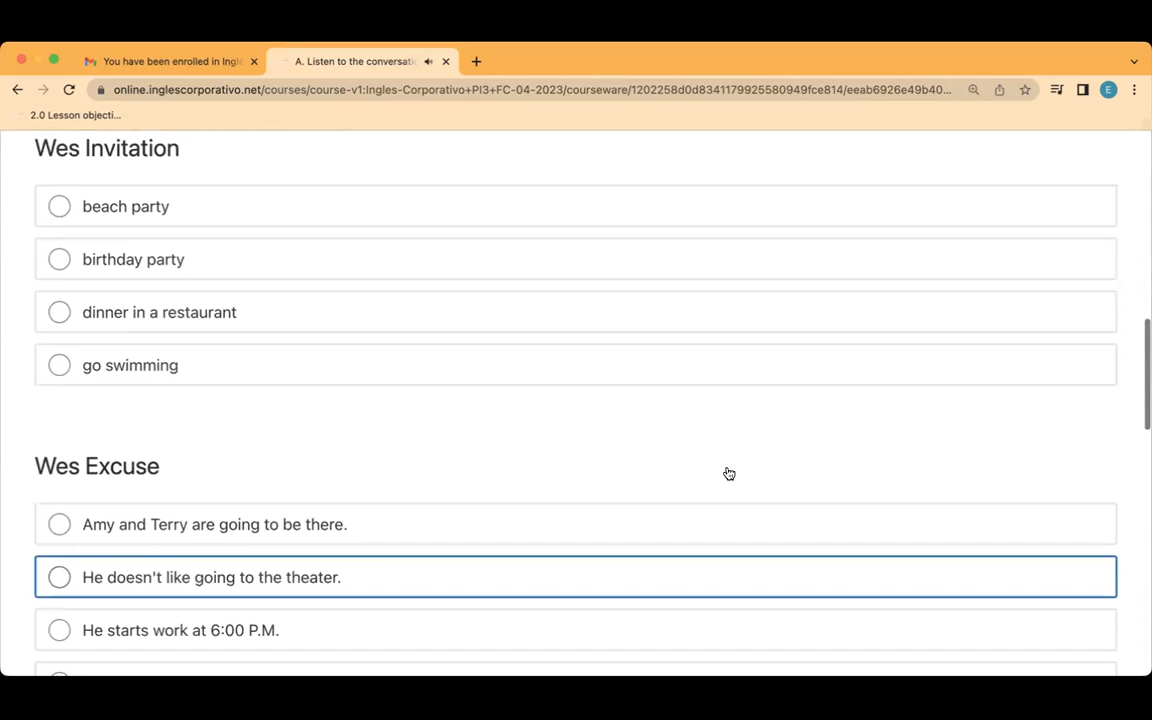 You have been enrolled in Ingl
A. Listen to the conversati
online.inglescorporativo.net/courses/course-v1:Ingles-Corporativo+PI3+FC-04-2023/courseware/1202258d0d8341179925580949fce814/eeab6926e49b40...
E
2.0 Lesson objecti...
Wes Invitation
beach party
birthday party
dinner in a restaurant
go swimming
Wes Excuse
Amy and Terry are going to be there.
He doesn't like going to the theater.
He starts work at 6:00 P.M.